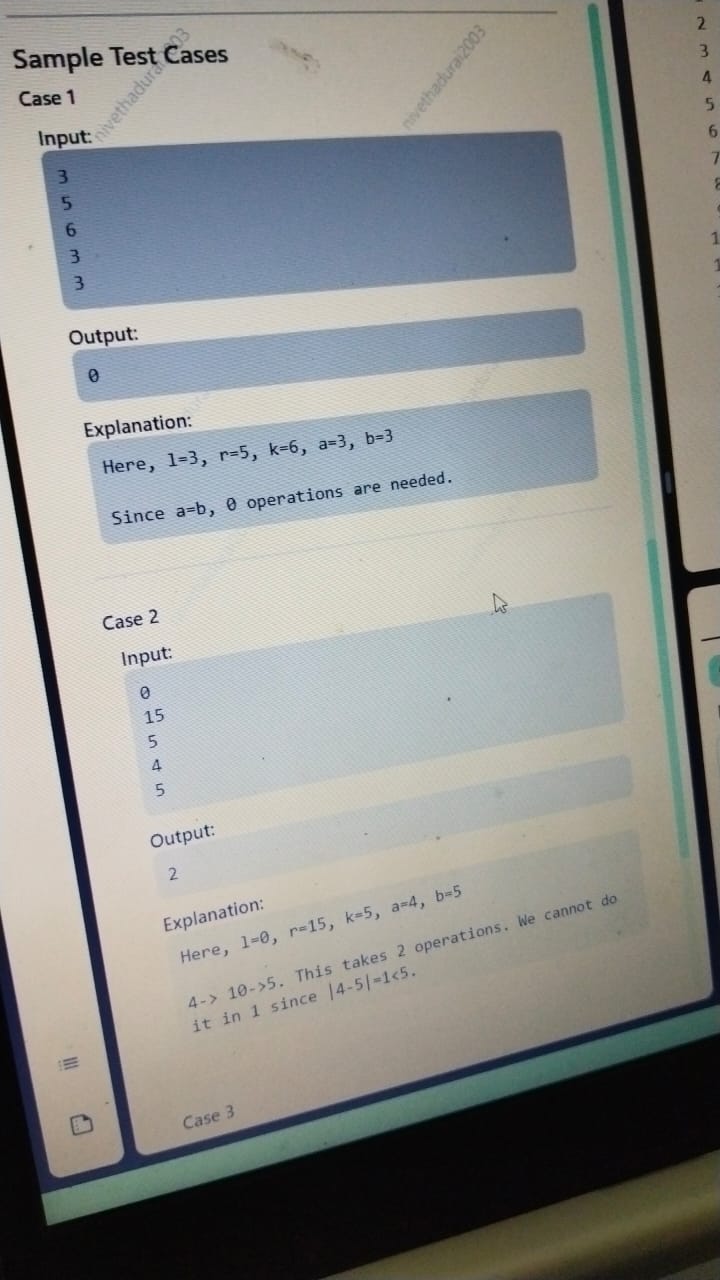 Sample Test Cases
Case 1
Input:
3
5
6
3
3
Output:
0
Explanation:
Here, l=3, r=5, k=6, a=3, b=3
Since a=b, 0 operations are needed.
Case 2
Input:
0
15
5
4
5
Output:
2
Explanation:
Here, l=0, r=15, k=5, a=4, b=5
4-> 10->5. This takes 2 operations. We cannot do
it in 1 since |4-5|=1<5.
Case 3
nivethadurai2003
nivethadurai2003
2
3
4
5
6
7